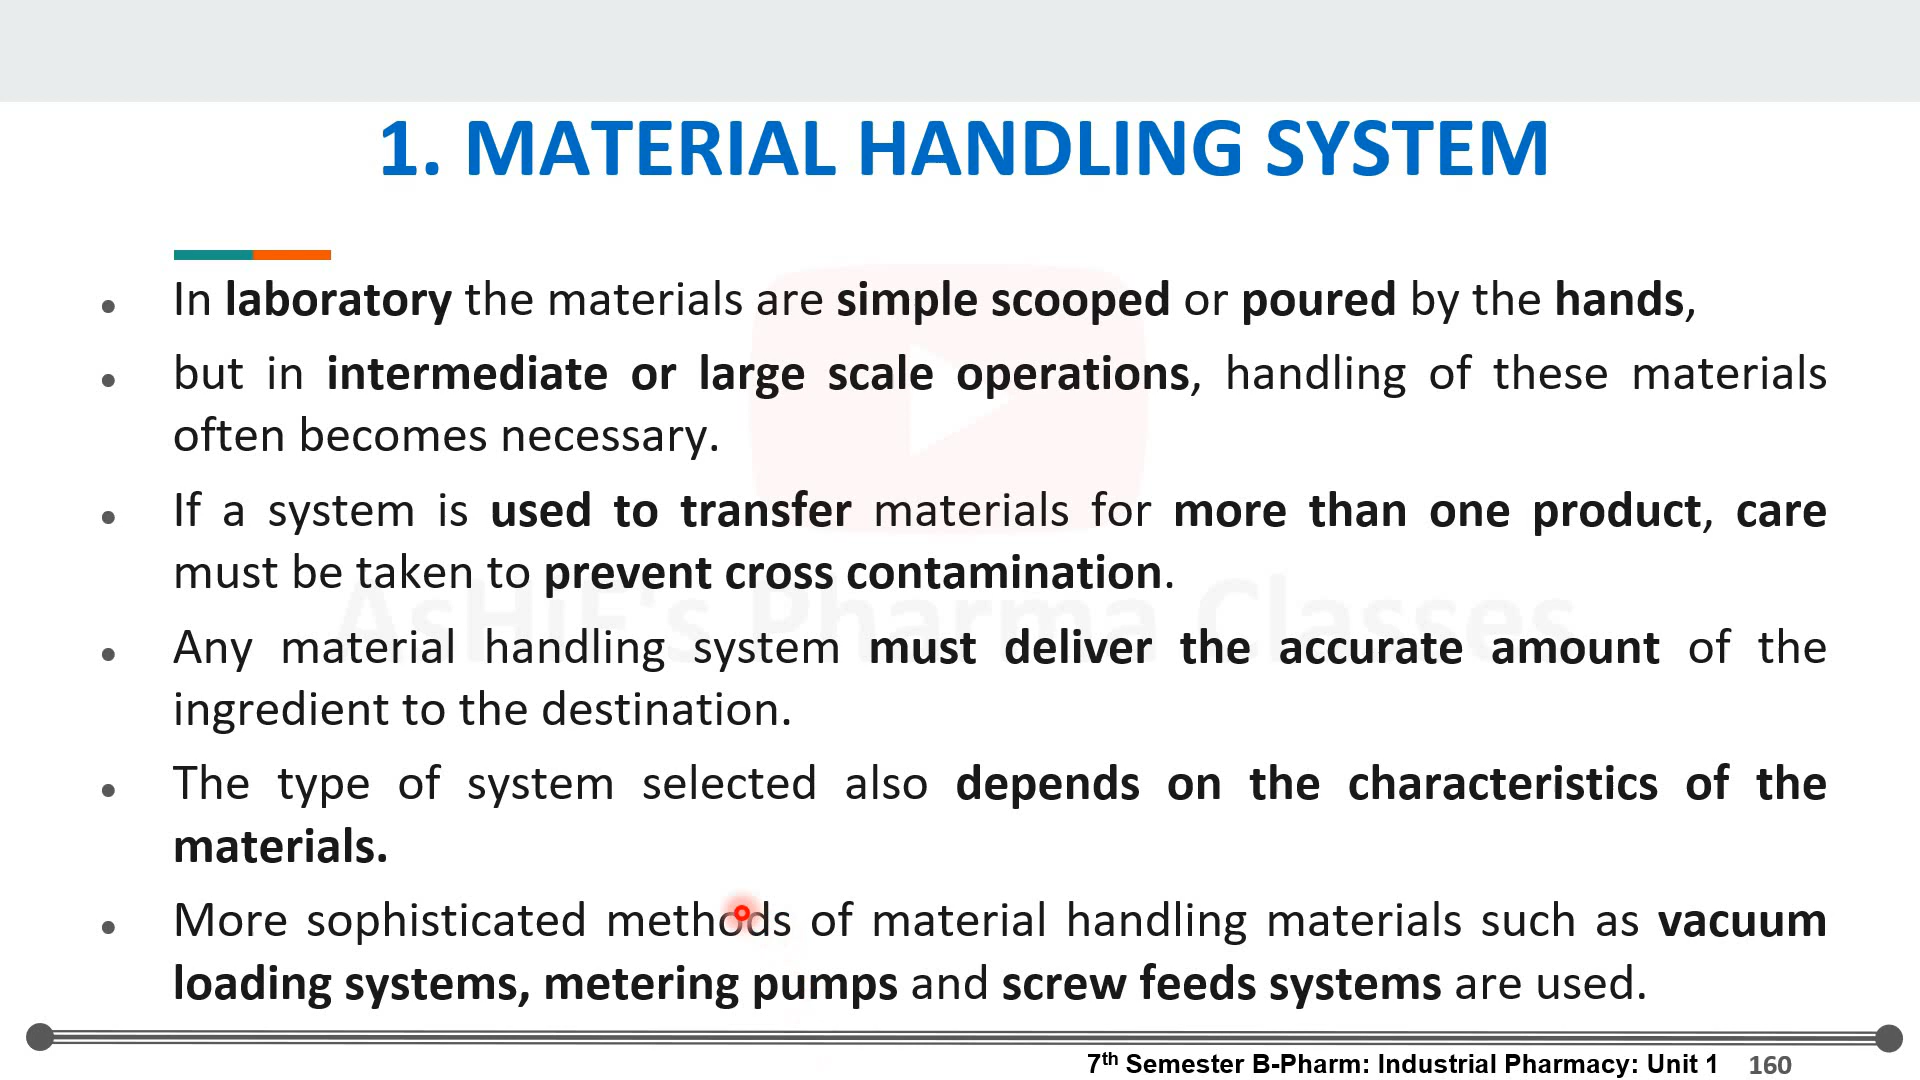 1. MATERIAL HANDLING SYSTEM
• In laboratory the materials are simple scooped or poured by the hands,
• but in intermediate or large scale operations, handling of these materials
often becomes necessary.
• If a system is used to transfer materials for more than one product, care
must be taken to prevent cross contamination.
• Any material handling system must deliver the accurate amount of the
ingredient to the destination.
• The type of system selected also depends on the characteristics of the
materials.
• More sophisticated methods of material handling materials such as vacuum
loading systems, metering pumps and screw feeds systems are used.
AsHiF's Pharma Classes
7th Semester B-Pharm: Industrial Pharmacy: Unit 1 160